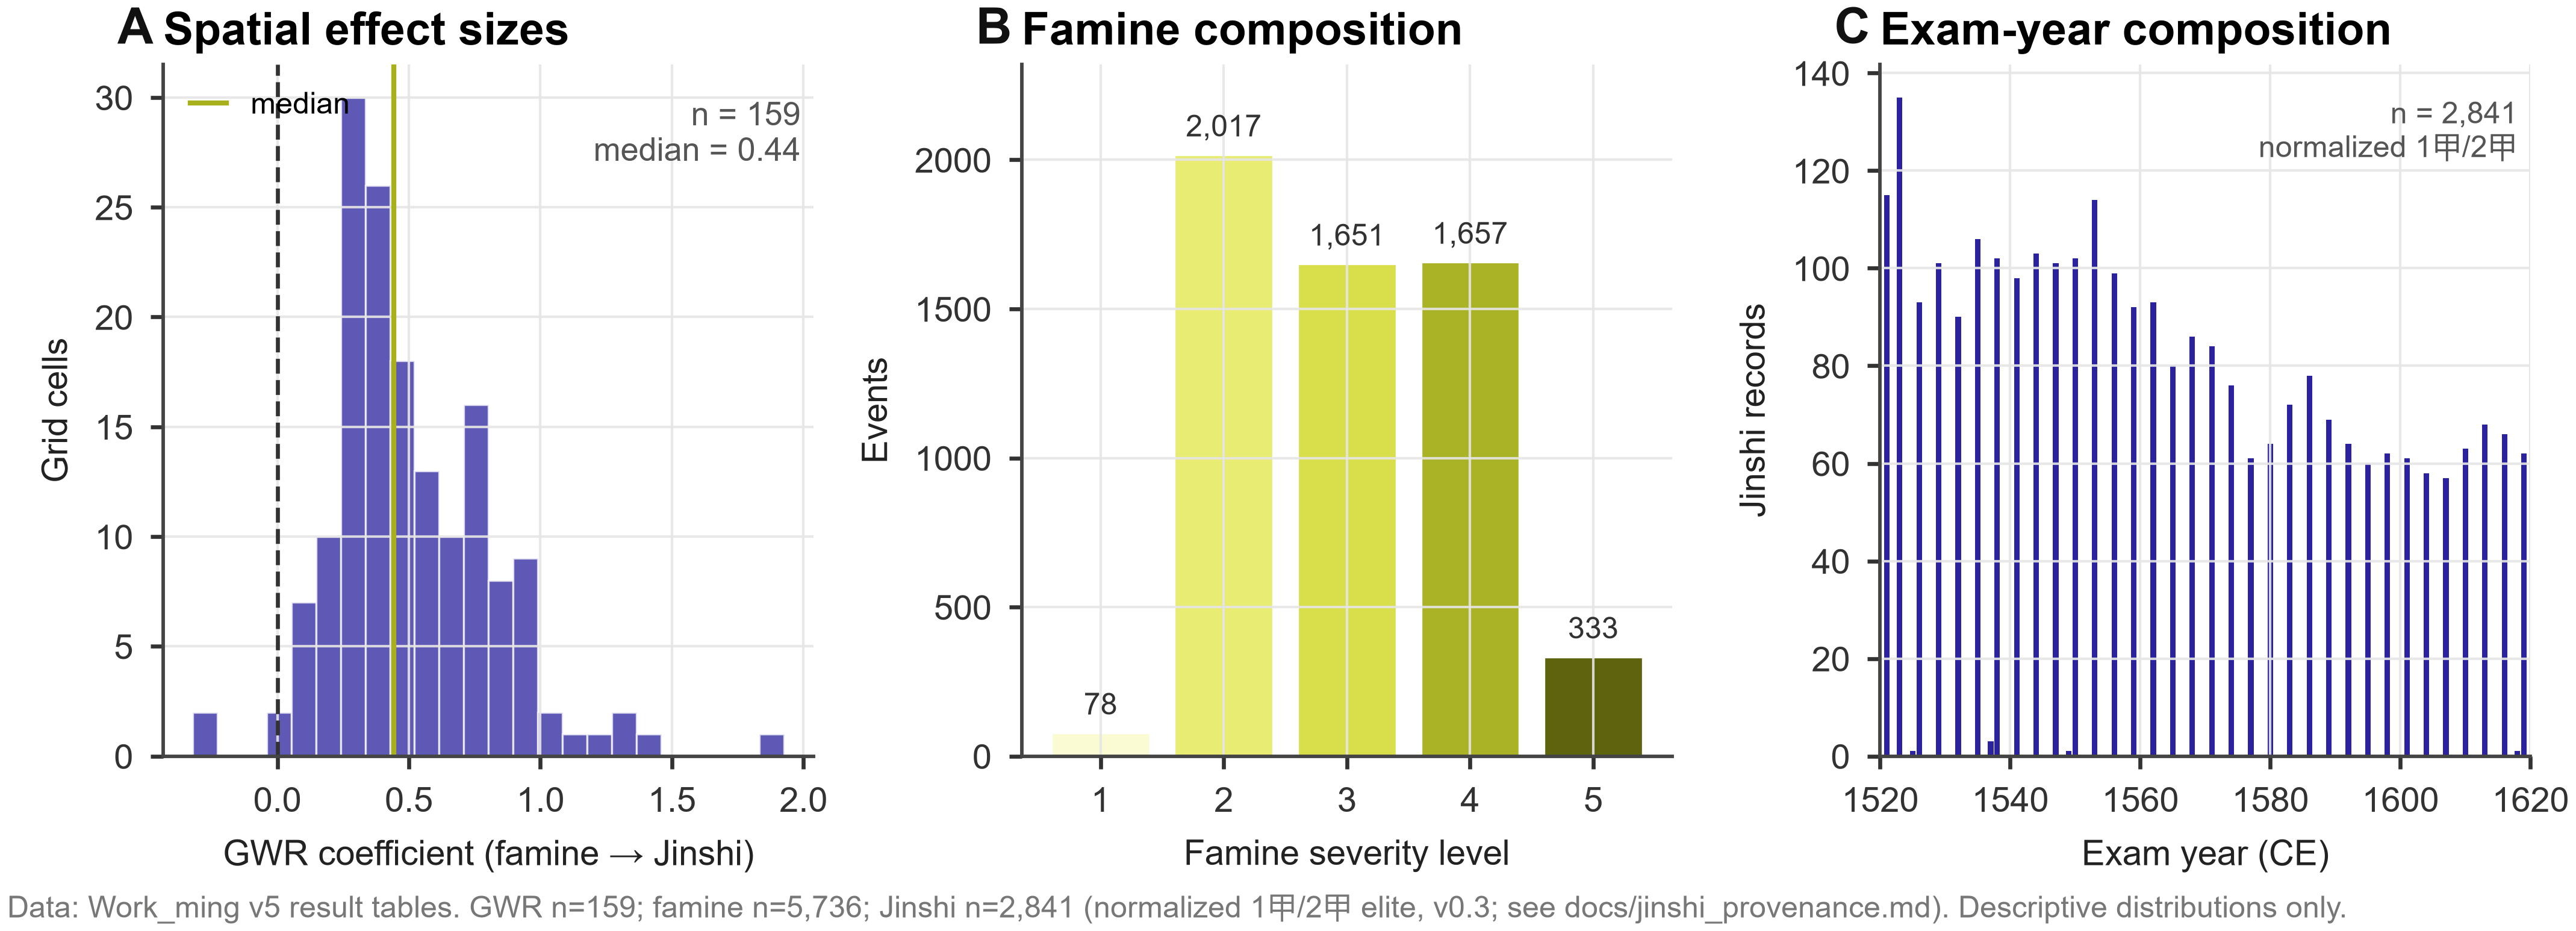 A Spatial effect sizes
median
n = 159
median = 0.44
30
25
20
15
10
5
0
Grid cells
0.0 0.5 1.0 1.5 2.0
GWR coefficient (famine → Jinshi)
B Famine composition
2,017
1,651
1,657
333
78
2000
1500
1000
500
0
Events
1 2 3 4 5
Famine severity level
C Exam-year composition
n = 2,841
normalized 1甲/2甲
140
120
100
80
60
40
20
0
Jinshi records
1520 1540 1560 1580 1600 1620
Exam year (CE)
Data: Work_ming v5 result tables. GWR n=159; famine n=5,736; Jinshi n=2,841 (normalized 1甲/2甲 elite, v0.3; see docs/jinshi_provenance.md). Descriptive distributions only.